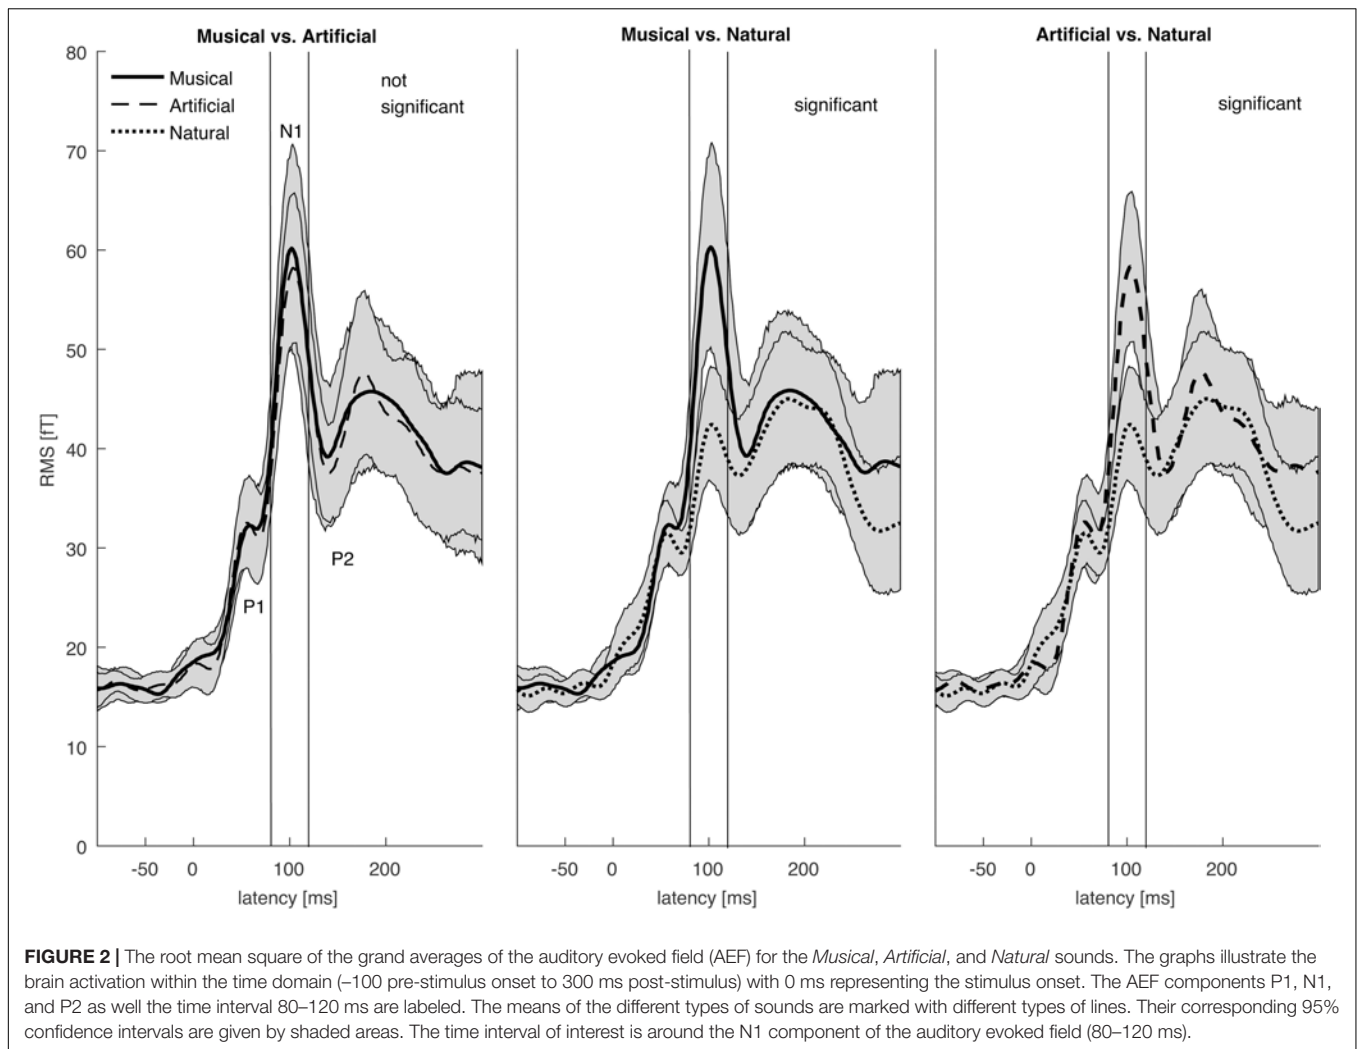 Musical vs. Artificial
Musical vs. Natural
Artificial vs. Natural
80
70
60
50
40
30
20
10
0
RMS [fT]
Musical
Artificial
Natural
not
significant
N1
P1
P2
significant
significant
-50 0 100 200
-50 0 100 200
-50 0 100 200
latency [ms]
latency [ms]
latency [ms]
FIGURE 2 | The root mean square of the grand averages of the auditory evoked field (AEF) for the Musical, Artificial, and Natural sounds. The graphs illustrate the
brain activation within the time domain (–100 pre-stimulus onset to 300 ms post-stimulus) with 0 ms representing the stimulus onset. The AEF components P1, N1,
and P2 as well the time interval 80–120 ms are labeled. The means of the different types of sounds are marked with different types of lines. Their corresponding 95%
confidence intervals are given by shaded areas. The time interval of interest is around the N1 component of the auditory evoked field (80–120 ms).